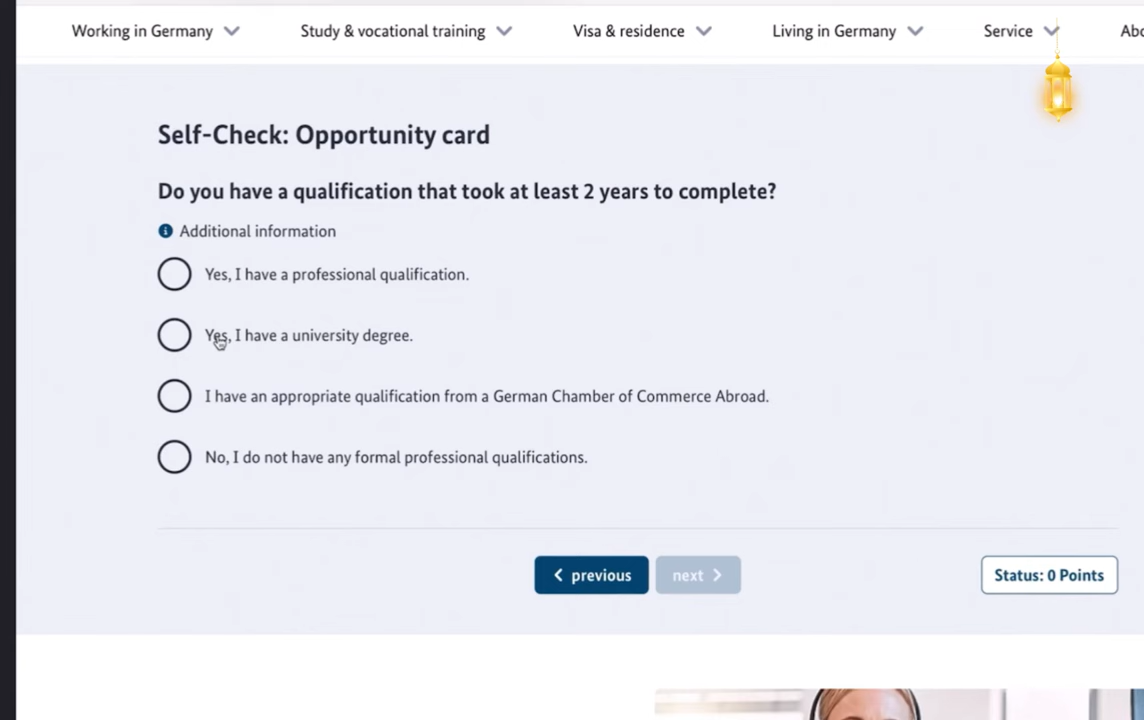 Working in Germany Study & vocational training Visa & residence Living in Germany Service
Self-Check: Opportunity card
Do you have a qualification that took at least 2 years to complete?
Additional information
Yes, I have a professional qualification.
Yes, I have a university degree.
I have an appropriate qualification from a German Chamber of Commerce Abroad.
No, I do not have any formal professional qualifications.
previous next Status: 0 Points